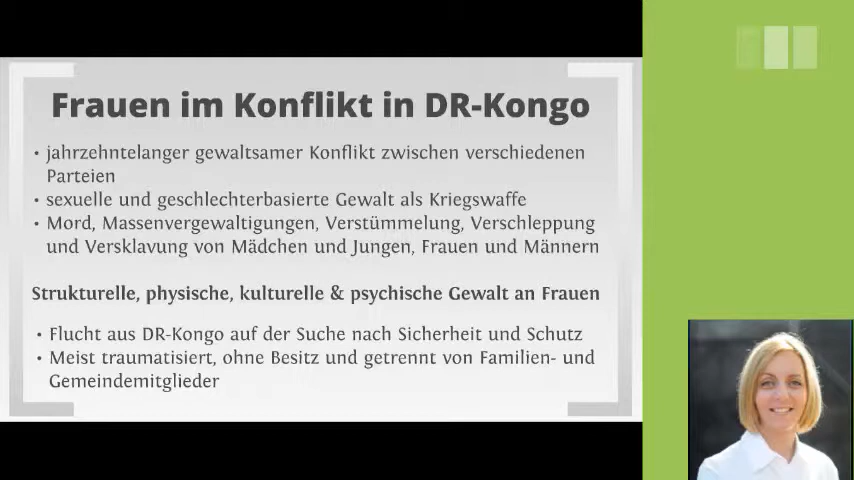 Frauen im Konflikt in DR-Kongo
• jahrzehntelanger gewaltsamer Konflikt zwischen verschiedenen
Parteien
• sexuelle und geschlechterbasierte Gewalt als Kriegswaffe
• Mord, Massenvergewaltigungen, Verstümmelung, Verschleppung
und Versklavung von Mädchen und Jungen, Frauen und Männern
Strukturelle, physische, kulturelle & psychische Gewalt an Frauen
• Flucht aus DR-Kongo auf der Suche nach Sicherheit und Schutz
• Meist traumatisiert, ohne Besitz und getrennt von Familien- und
Gemeindemitglieder